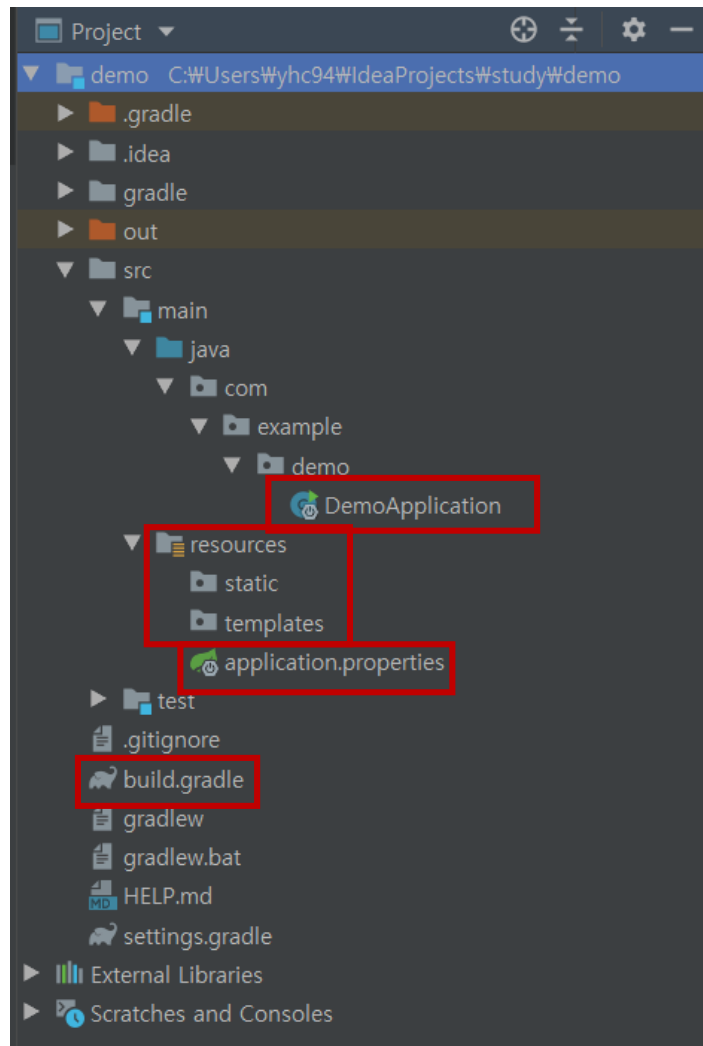 Project
demo C:₩Users₩yhc94₩IdeaProjects₩study₩demo
.gradle
.idea
gradle
out
src
main
java
com
example
demo
DemoApplication
resources
static
templates
application.properties
test
.gitignore
build.gradle
gradlew
gradlew.bat
MD HELP.md
settings.gradle
External Libraries
Scratches and Consoles